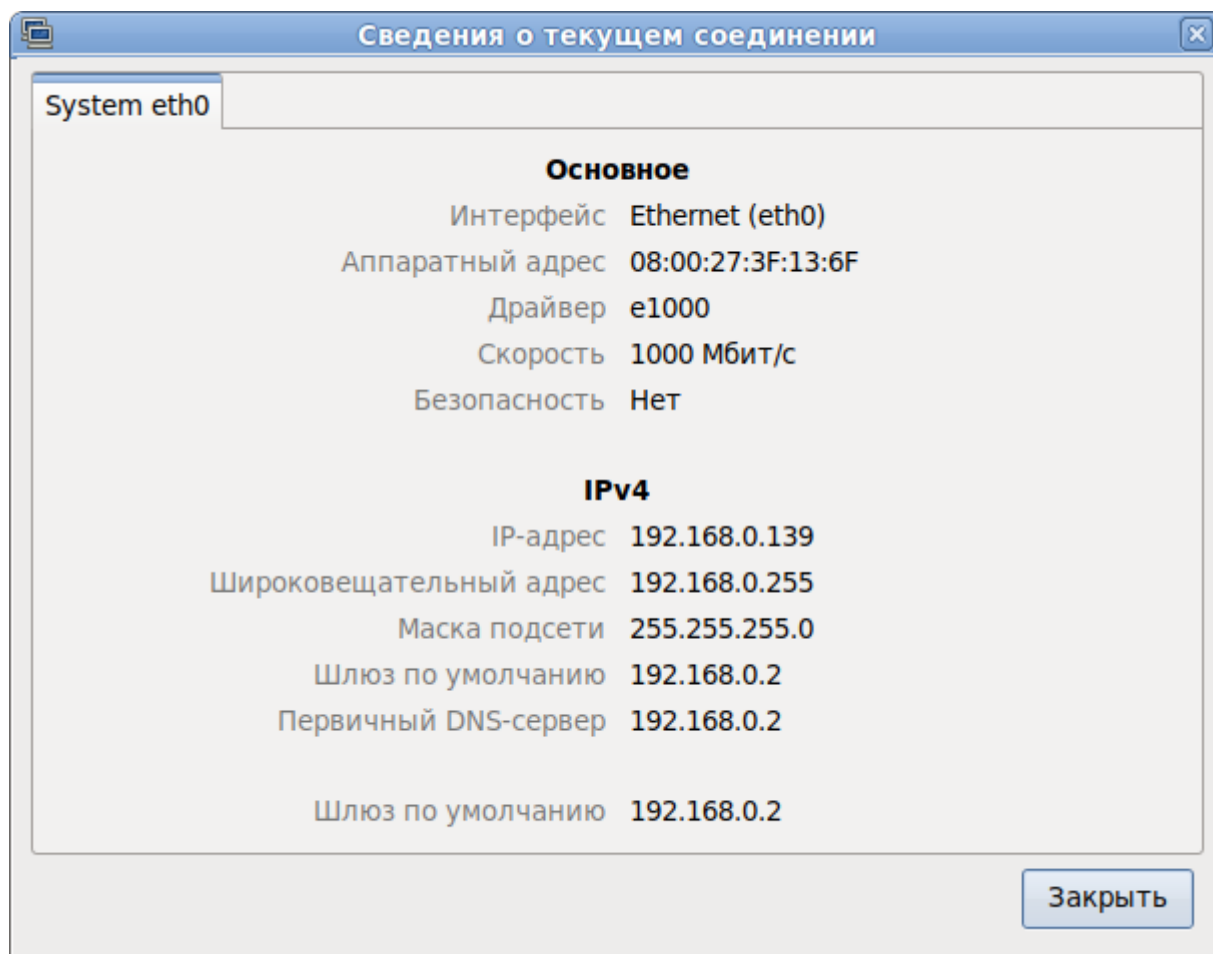 Сведения о текущем соединении
System eth0
Основное
Интерфейс Ethernet (eth0)
Аппаратный адрес 08:00:27:3F:13:6F
Драйвер e1000
Скорость 1000 Мбит/с
Безопасность Нет
IPv4
IP-адрес 192.168.0.139
Широковещательный адрес 192.168.0.255
Маска подсети 255.255.255.0
Шлюз по умолчанию 192.168.0.2
Первичный DNS-сервер 192.168.0.2
Шлюз по умолчанию 192.168.0.2
Закрыть